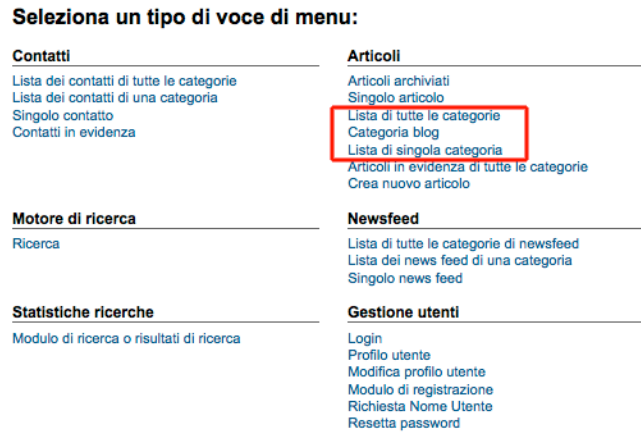 Seleziona un tipo di voce di menu:
Contatti
Lista dei contatti di tutte le categorie
Lista dei contatti di una categoria
Singolo contatto
Contatti in evidenza
Articoli
Articoli archiviati
Singolo articolo
Lista di tutte le categorie
Categoria blog
Lista di singola categoria
Articoli in evidenza di tutte le categorie
Crea nuovo articolo
Motore di ricerca
Ricerca
Newsfeed
Lista di tutte le categorie di newsfeed
Lista dei news feed di una categoria
Singolo news feed
Statistiche ricerche
Modulo di ricerca o risultati di ricerca
Gestione utenti
Login
Profilo utente
Modifica profilo utente
Modulo di registrazione
Richiesta Nome Utente
Resetta password